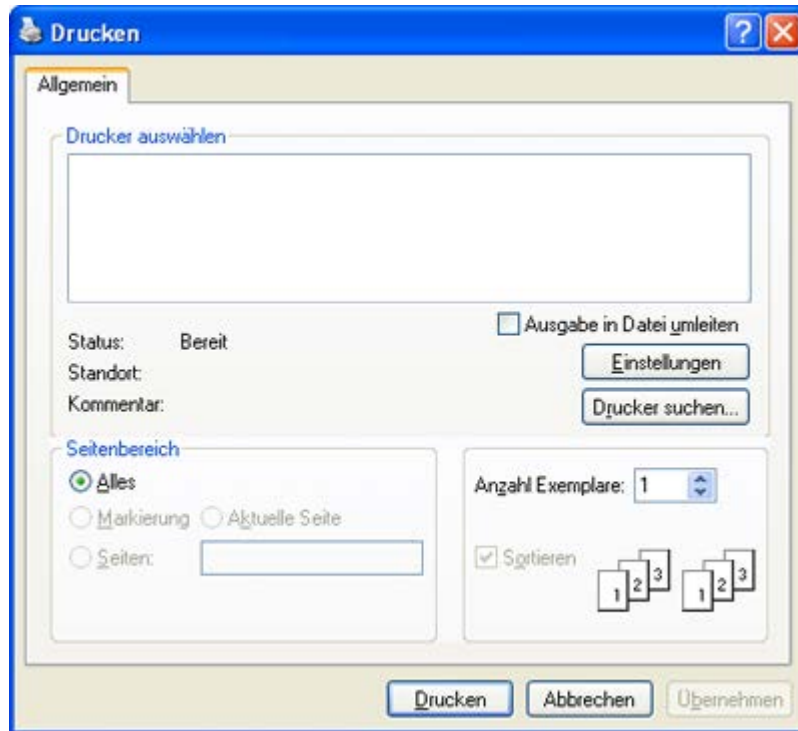 Drucken
Allgemein
Drucker auswählen
Status: Bereit
Standort:
Kommentar:
Ausgabe in Datei umleiten
Einstellungen
Drucker suchen...
Seitenbereich
Alles
Markierung Aktuelle Seite
Seiten:
Anzahl Exemplare: 1
Sortieren
1 2 3 1 2 3
Drucken Abbrechen Übernehmen